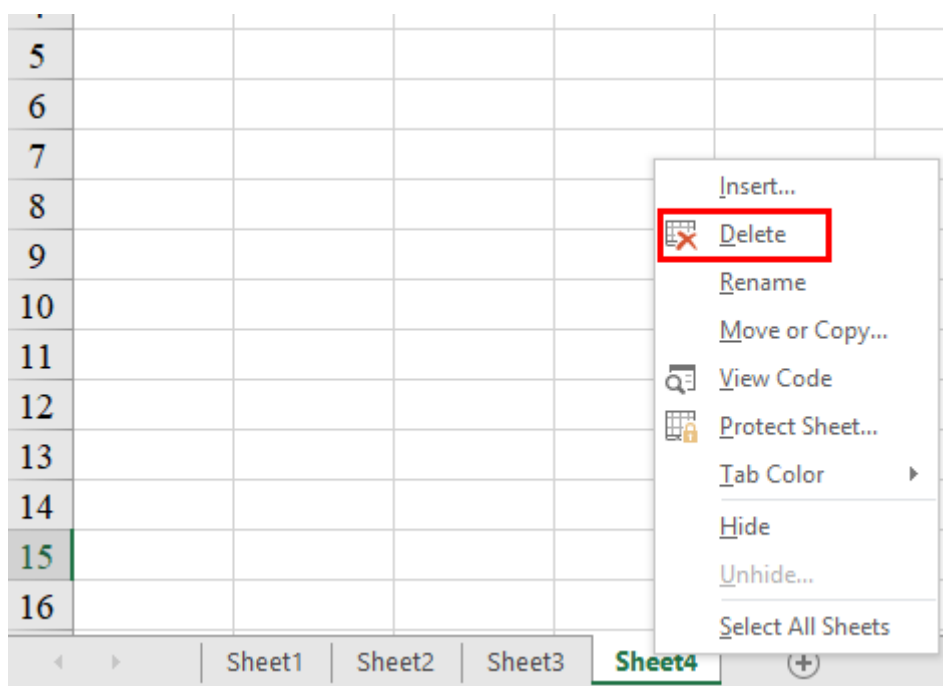 5
6
7
8
9
10
11
12
13
14
15
16
Insert...
Delete
Rename
Move or Copy...
View Code
Protect Sheet...
Tab Color
Hide
Unhide...
Select All Sheets
Sheet1 Sheet2 Sheet3 Sheet4